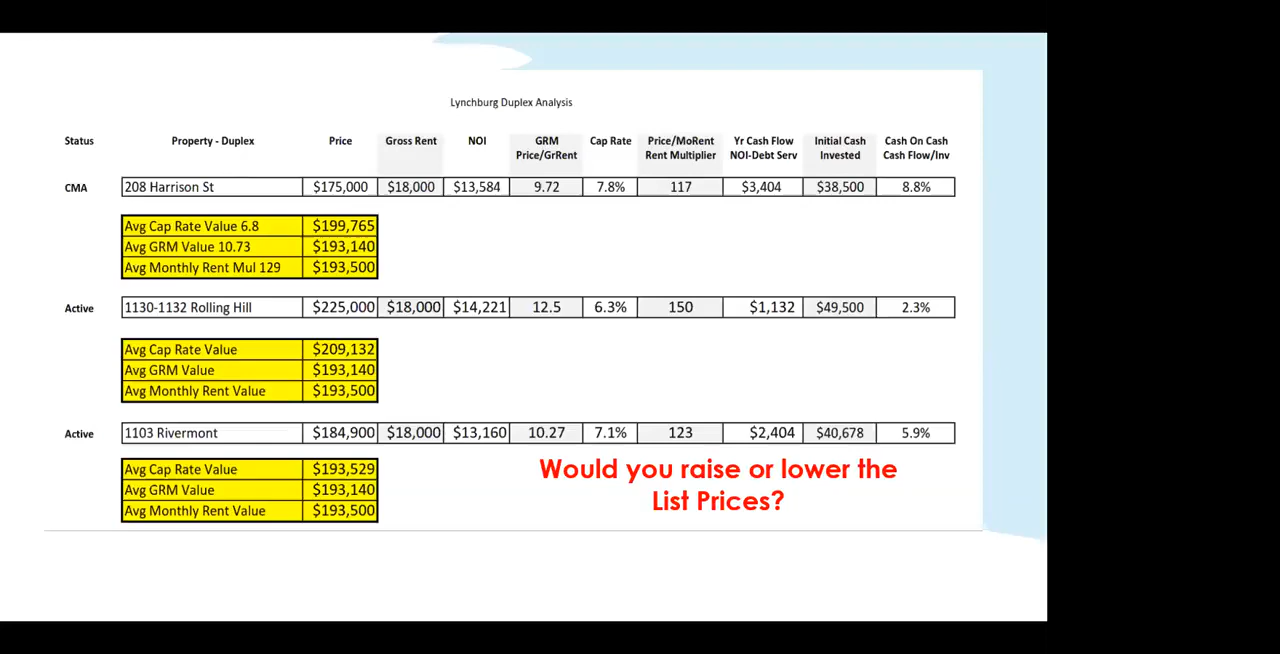 Lynchburg Duplex Analysis
Status Property - Duplex Price Gross Rent NOI GRM Cap Rate Price/MoRent Yr Cash Flow Initial Cash Cash On Cash
Price/GrRent Rent Multiplier NOI-Debt Serv Invested Cash Flow/Inv
CMA 208 Harrison St $175,000 $18,000 $13,584 9.72 7.8% 117 $3,404 $38,500 8.8%
Avg Cap Rate Value 6.8 $199,765
Avg GRM Value 10.73 $193,140
Avg Monthly Rent Mul 129 $193,500
Active 1130-1132 Rolling Hill $225,000 $18,000 $14,221 12.5 6.3% 150 $1,132 $49,500 2.3%
Avg Cap Rate Value $209,132
Avg GRM Value $193,140
Avg Monthly Rent Value $193,500
Active 1103 Rivermont $184,900 $18,000 $13,160 10.27 7.1% 123 $2,404 $40,678 5.9%
Avg Cap Rate Value $193,529
Avg GRM Value $193,140
Avg Monthly Rent Value $193,500
Would you raise or lower the
List Prices?